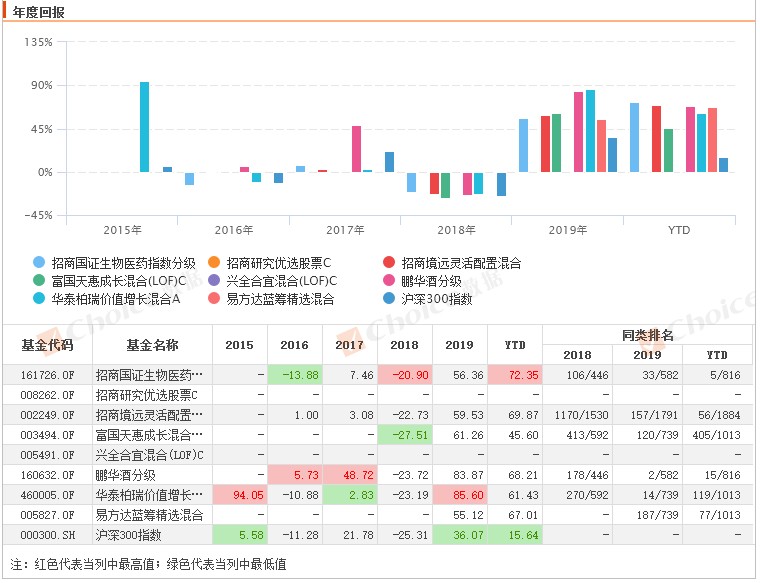 年度回报
135%
90%
45%
0%
-45%
2015年 2016年 2017年 2018年 2019年 YTD
招商国证生物医药指数分级 招商研究优选股票C 招商境远灵活配置混合
富国天惠成长混合(LOF)C 兴全合宜混合(LOF)C 鹏华酒分级
华泰柏瑞价值增长混合A 易方达蓝筹精选混合 沪深300指数
Choice数据 Choice数据 Choice
基金代码 基金名称 2015 2016 2017 2018 2019 YTD 同类排名
2018 2019 YTD
161726.OF 招商国证生物医药… — -13.88 7.46 -20.90 56.36 72.35 106/446 33/582 5/816
008262.OF 招商研究优选股票C — — — — — — — — —
002249.OF 招商境远灵活配置… — 1.00 3.08 -22.73 59.53 69.87 1170/1530 157/1791 56/1884
003494.OF 富国天惠成长混合… — — — -27.51 61.26 45.60 413/592 120/739 405/1013
005491.OF 兴全合宜混合(LOF)C — — — — — — — — —
160632.OF 鹏华酒分级 — 5.73 48.72 -23.72 83.87 68.21 178/446 2/582 15/816
460005.OF 华泰柏瑞价值增长… 94.05 -10.88 2.83 -23.19 85.60 61.43 270/592 14/739 119/1013
005827.OF 易方达蓝筹精选混合 — — — — 55.12 67.01 — 187/739 77/1013
000300.SH 沪深300指数 5.58 -11.28 21.78 -25.31 36.07 15.64 — — —
注：红色代表当列中最高值；绿色代表当列中最低值